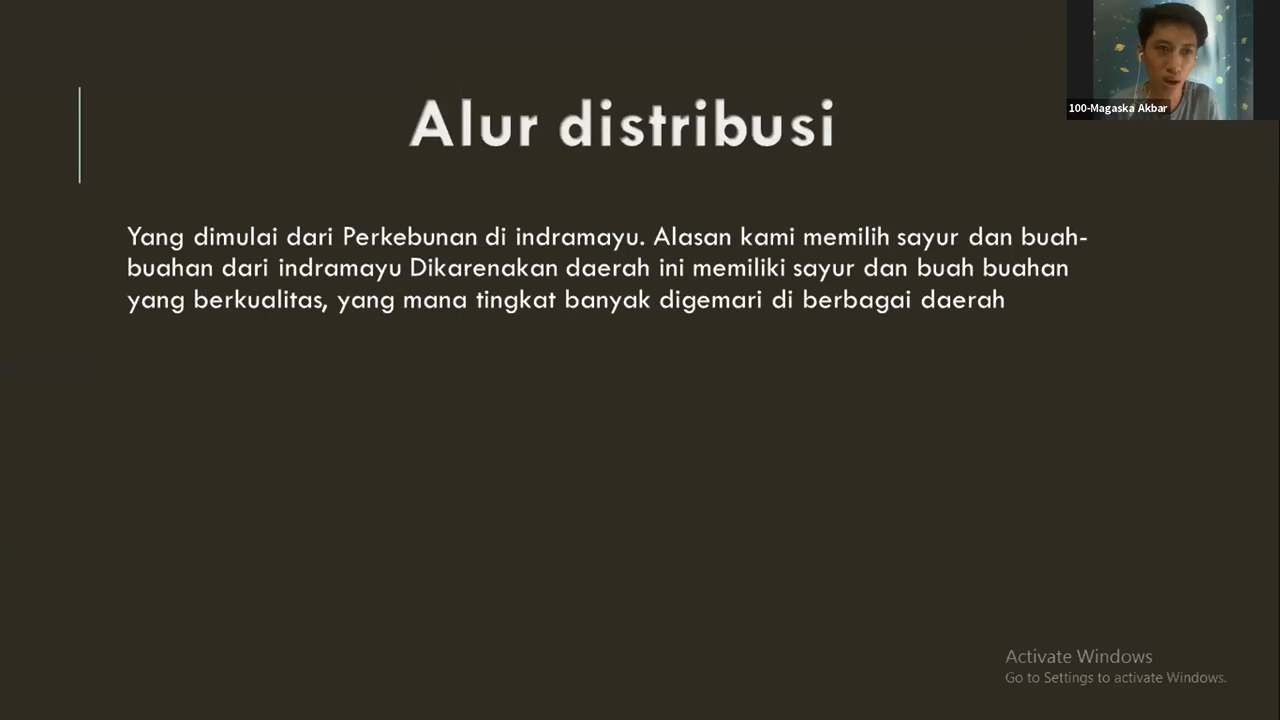 100-Magaska Akbar
Alur distribusi
Yang dimulai dari Perkebunan di indramayu. Alasan kami memilih sayur dan buah-
buahan dari indramayu Dikarenakan daerah ini memiliki sayur dan buah buahan
yang berkualitas, yang mana tingkat banyak digemari di berbagai daerah
Activate Windows
Go to Settings to activate Windows.